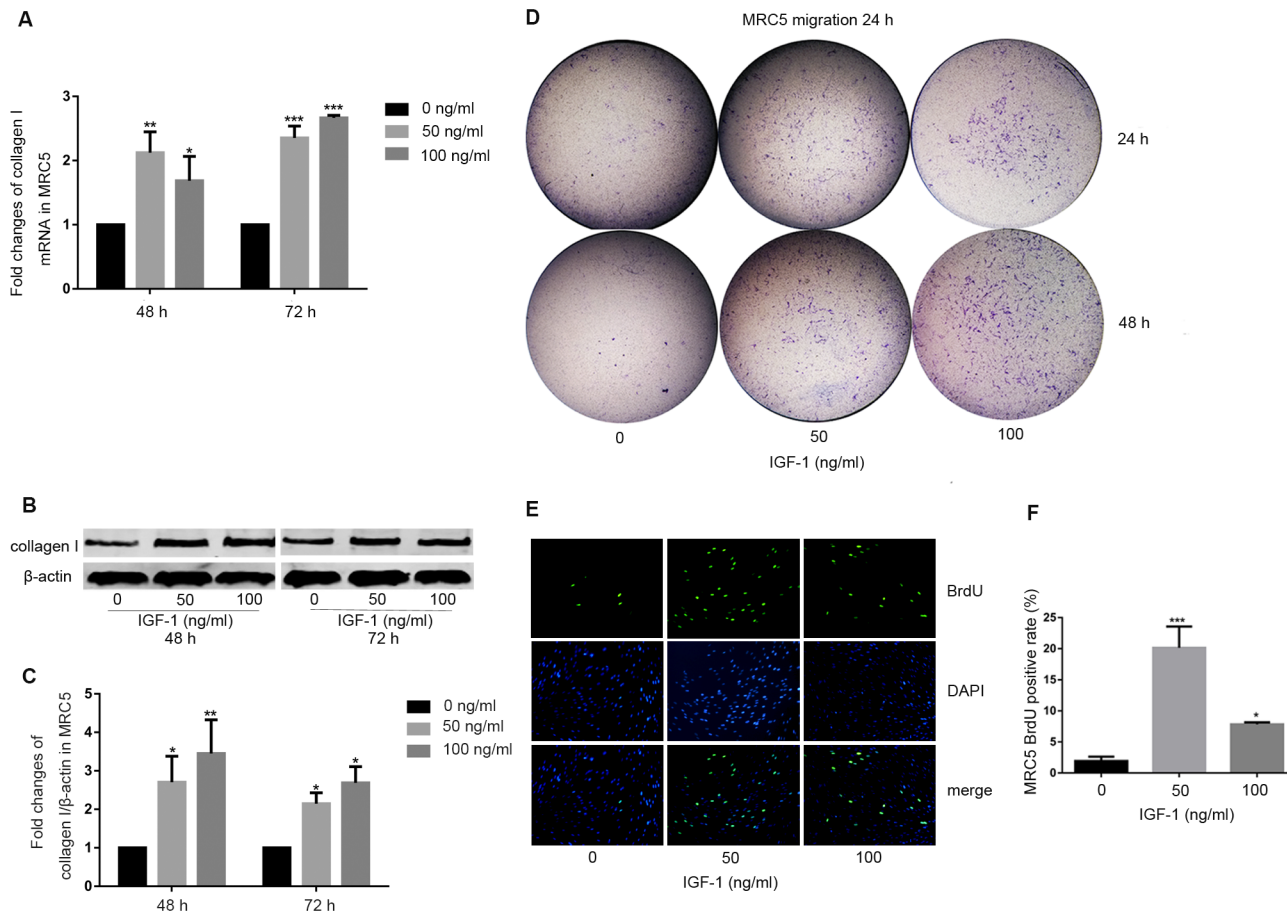 A
3
2
1
0
Fold changes of collagen I
mRNA in MRC5
**
*
***
***
48 h
72 h
0 ng/ml
50 ng/ml
100 ng/ml
B
collagen I
β-actin
0 50 100 0 50 100
IGF-1 (ng/ml) IGF-1 (ng/ml)
48 h 72 h
C
5
4
3
2
1
0
Fold changes of
collagen I/β-actin in MRC5
*
**
*
*
48 h
72 h
0 ng/ml
50 ng/ml
100 ng/ml
D
MRC5 migration 24 h
24 h
48 h
0 50 100
IGF-1 (ng/ml)
E
BrdU
DAPI
merge
0 50 100
IGF-1 (ng/ml)
F
MRC5 BrdU positive rate (%)
25
20
15
10
5
0
***
*
0 50 100
IGF-1 (ng/ml)